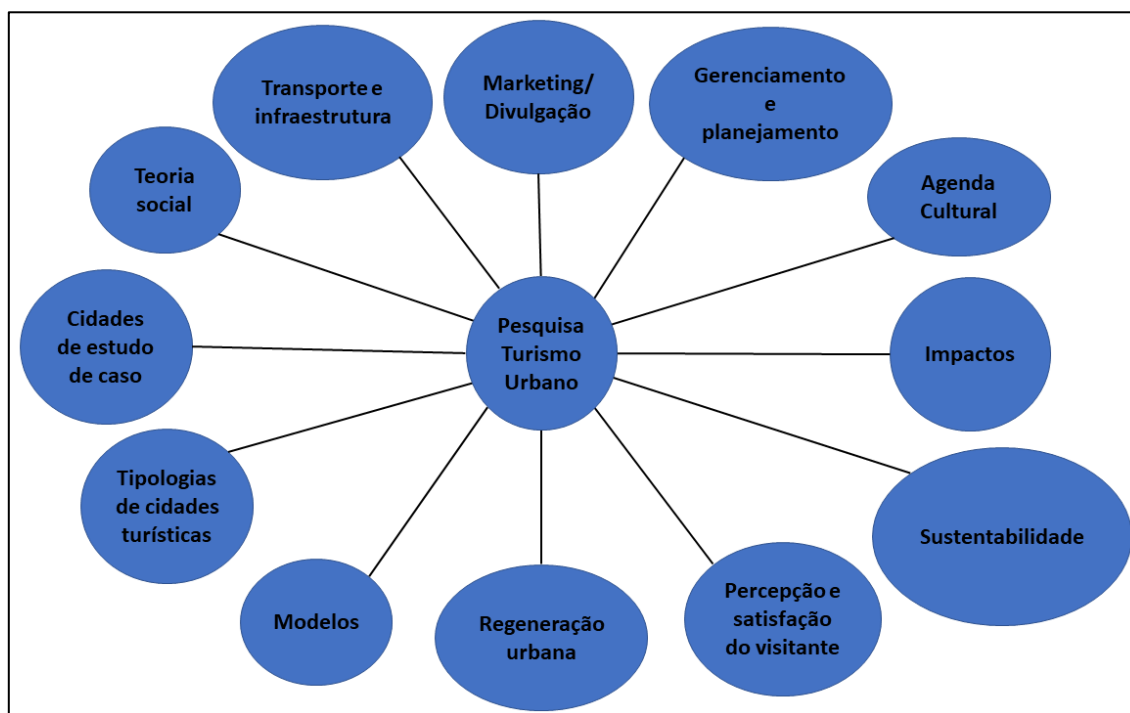 Transporte e
infraestrutura
Marketing/
Divulgação
Gerenciamento
e
planejamento
Teoria
social
Agenda
Cultural
Cidades
de estudo
de caso
Pesquisa
Turismo
Urbano
Impactos
Tipologias
de cidades
turísticas
Sustentabilidade
Modelos
Regeneração
urbana
Percepção e
satisfação
do visitante